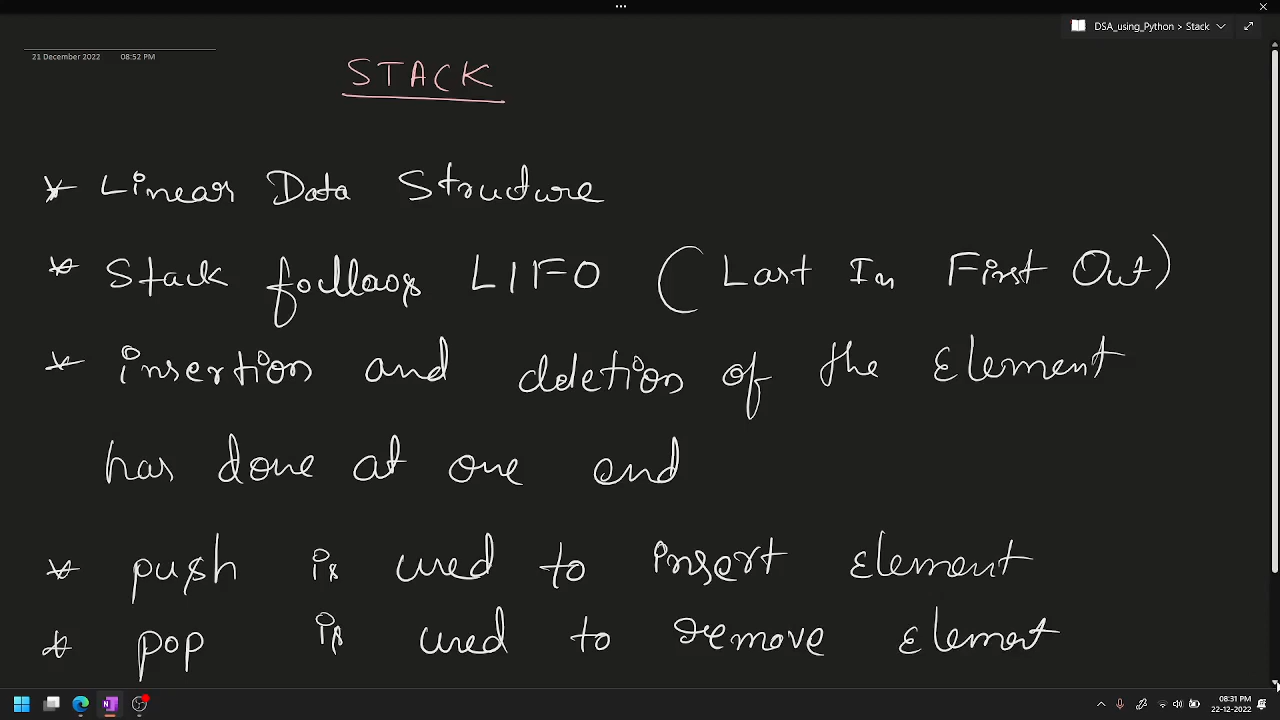 DSA_using_Python > Stack
21 December 2022 08:52 PM
STACK
* Linear Data Structure
* Stack follows LIFO (Last In First Out)
* insertion and deletion of the Element
has done at one end
* push is used to insert Element
* pop is used to remove Element
08:31 PM
22-12-2022